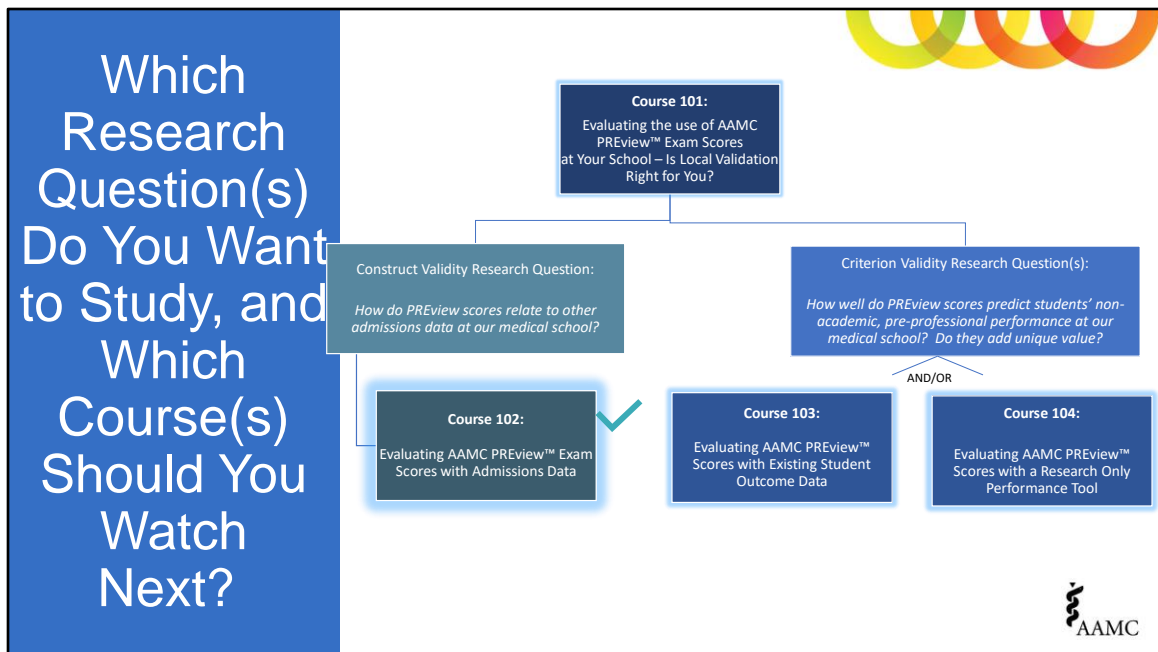 Which
Research
Question(s)
Do You Want
to Study, and
Which
Course(s)
Should You
Watch
Next?
Course 101:
Evaluating the use of AAMC
PREview™ Exam Scores
at Your School – Is Local Validation
Right for You?
Construct Validity Research Question:
How do PREview scores relate to other
admissions data at our medical school?
Criterion Validity Research Question(s):
How well do PREview scores predict students’ non-
academic, pre-professional performance at our
medical school? Do they add unique value?
AND/OR
Course 102:
Evaluating AAMC PREview™ Exam
Scores with Admissions Data
Course 103:
Evaluating AAMC PREview™
Scores with Existing Student
Outcome Data
Course 104:
Evaluating AAMC PREview™
Scores with a Research Only
Performance Tool
AAMC